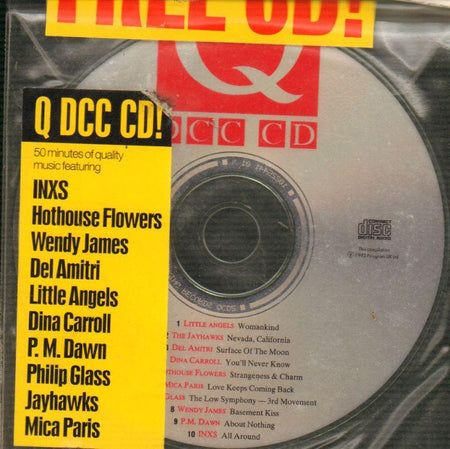 FREE CD!
Q
DCC CD
Q DCC CD!
50 minutes of quality
music featuring
INXS
Hothouse Flowers
Wendy James
Del Amitri
Little Angels
Dina Carroll
P. M. Dawn
Philip Glass
Jayhawks
Mica Paris
COMPACT
disc
DIGITAL AUDIO
This compilation
1 LITTLE ANGELS Womankind
2 THE JAYHAWKS Nevada, California
3 DEL AMITRI Surface Of The Moon
DINA CARROLL You'll Never Know
HOTHOUSE FLOWERS Strangeness & Charm
MICA PARIS Love Keeps Coming Back
GLASS The Low Symphony — 3rd Movement
8 WENDY JAMES Basement Kiss
9 P.M. DAWN About Nothing
10 INXS All Around